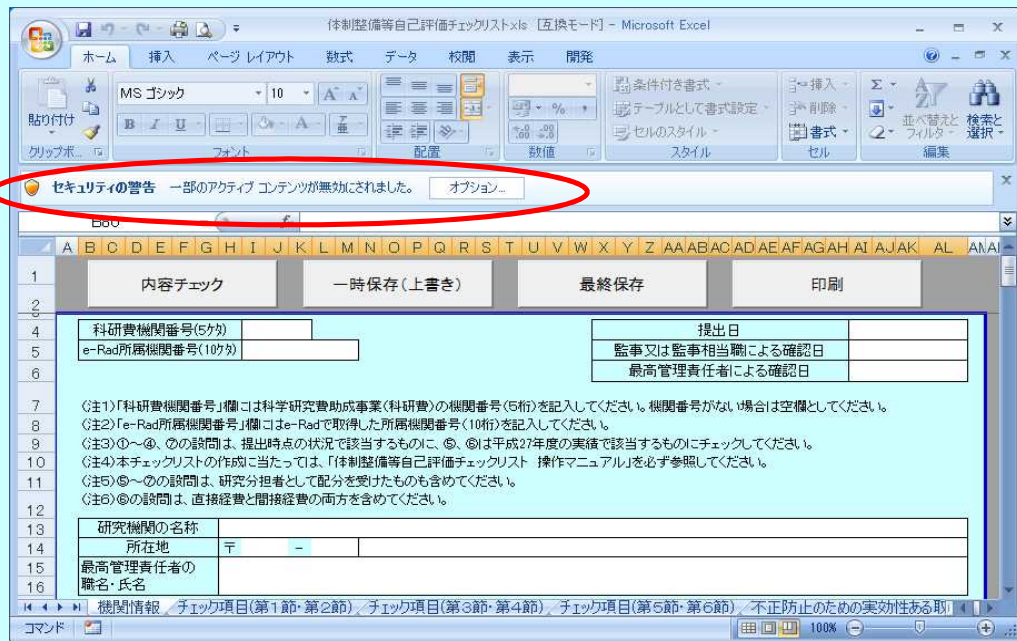 体制整備等自己評価チェックリスト.xls [互換モード] - Microsoft Excel
ホーム 挿入 ページ レイアウト 数式 データ 校閲 表示 開発
貼り付け
MS ゴシック 10
B I U
クリップボ... フォント 配置 数値
条件付き書式
テーブルとして書式設定
セルのスタイル
スタイル
挿入
削除
書式
セル
並べ替えと
フィルタ
検索と
選択
編集
セキュリティの警告 一部のアクティブ コンテンツが無効にされました。 オプション...
B80
A B C D E F G H I J K L M N O P Q R S T U V W X Y Z AA AB AC AD AE AF AG AH AI AJ AK AL
1 内容チェック 一時保存(上書き) 最終保存 印刷
2
4 科研費機関番号(5ケタ) 提出日
5 e-Rad所属機関番号(10ケタ) 監事又は監事相当職による確認日
6 最高管理責任者による確認日
7 (注1)「科研費機関番号」欄には科学研究費助成事業(科研費)の機関番号(5桁)を記入してください。機関番号がない場合は空欄としてください。
8 (注2)「e-Rad所属機関番号」欄にはe-Radで取得した所属機関番号(10桁)を記入してください。
9 (注3)①~④、⑦の設問は、提出時点の状況で該当するものに、⑤、⑥は平成27年度の実績で該当するものにチェックしてください。
10 (注4)本チェックリストの作成に当たっては、「体制整備等自己評価チェックリスト 操作マニュアル」を必ず参照してください。
11 (注5)⑤~⑦の設問は、研究分担者として配分を受けたものも含めてください。
12 (注6)⑥の設問は、直接経費と間接経費の両方を含めてください。
13 研究機関の名称
14 所在地 〒 -
15 最高管理責任者の
16 職名・氏名
機関情報 チェック項目(第1節・第2節) チェック項目(第3節・第4節) チェック項目(第5節・第6節) 不正防止のための実効性ある取
コマンド 100%